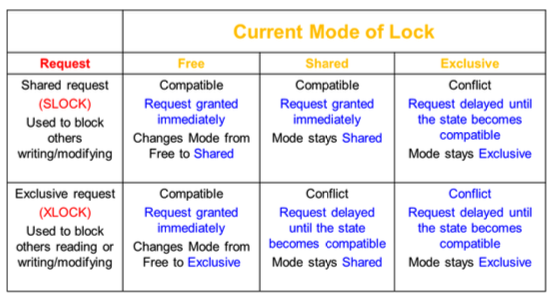 Current Mode of Lock
Request
Free
Shared
Exclusive
Shared request
(SLOCK)
Used to block
others
writing/modifying
Compatible
Request granted
immediately
Changes Mode from
Free to Shared
Compatible
Request granted
immediately
Mode stays Shared
Conflict
Request delayed until
the state becomes
compatible
Mode stays Exclusive
Exclusive request
(XLOCK)
Used to block
others reading or
writing/modifying
Compatible
Request granted
immediately
Changes Mode from
Free to Exclusive
Conflict
Request delayed
until the state
becomes compatible
Mode stays Shared
Conflict
Request delayed until
the state becomes
compatible
Mode stays Exclusive